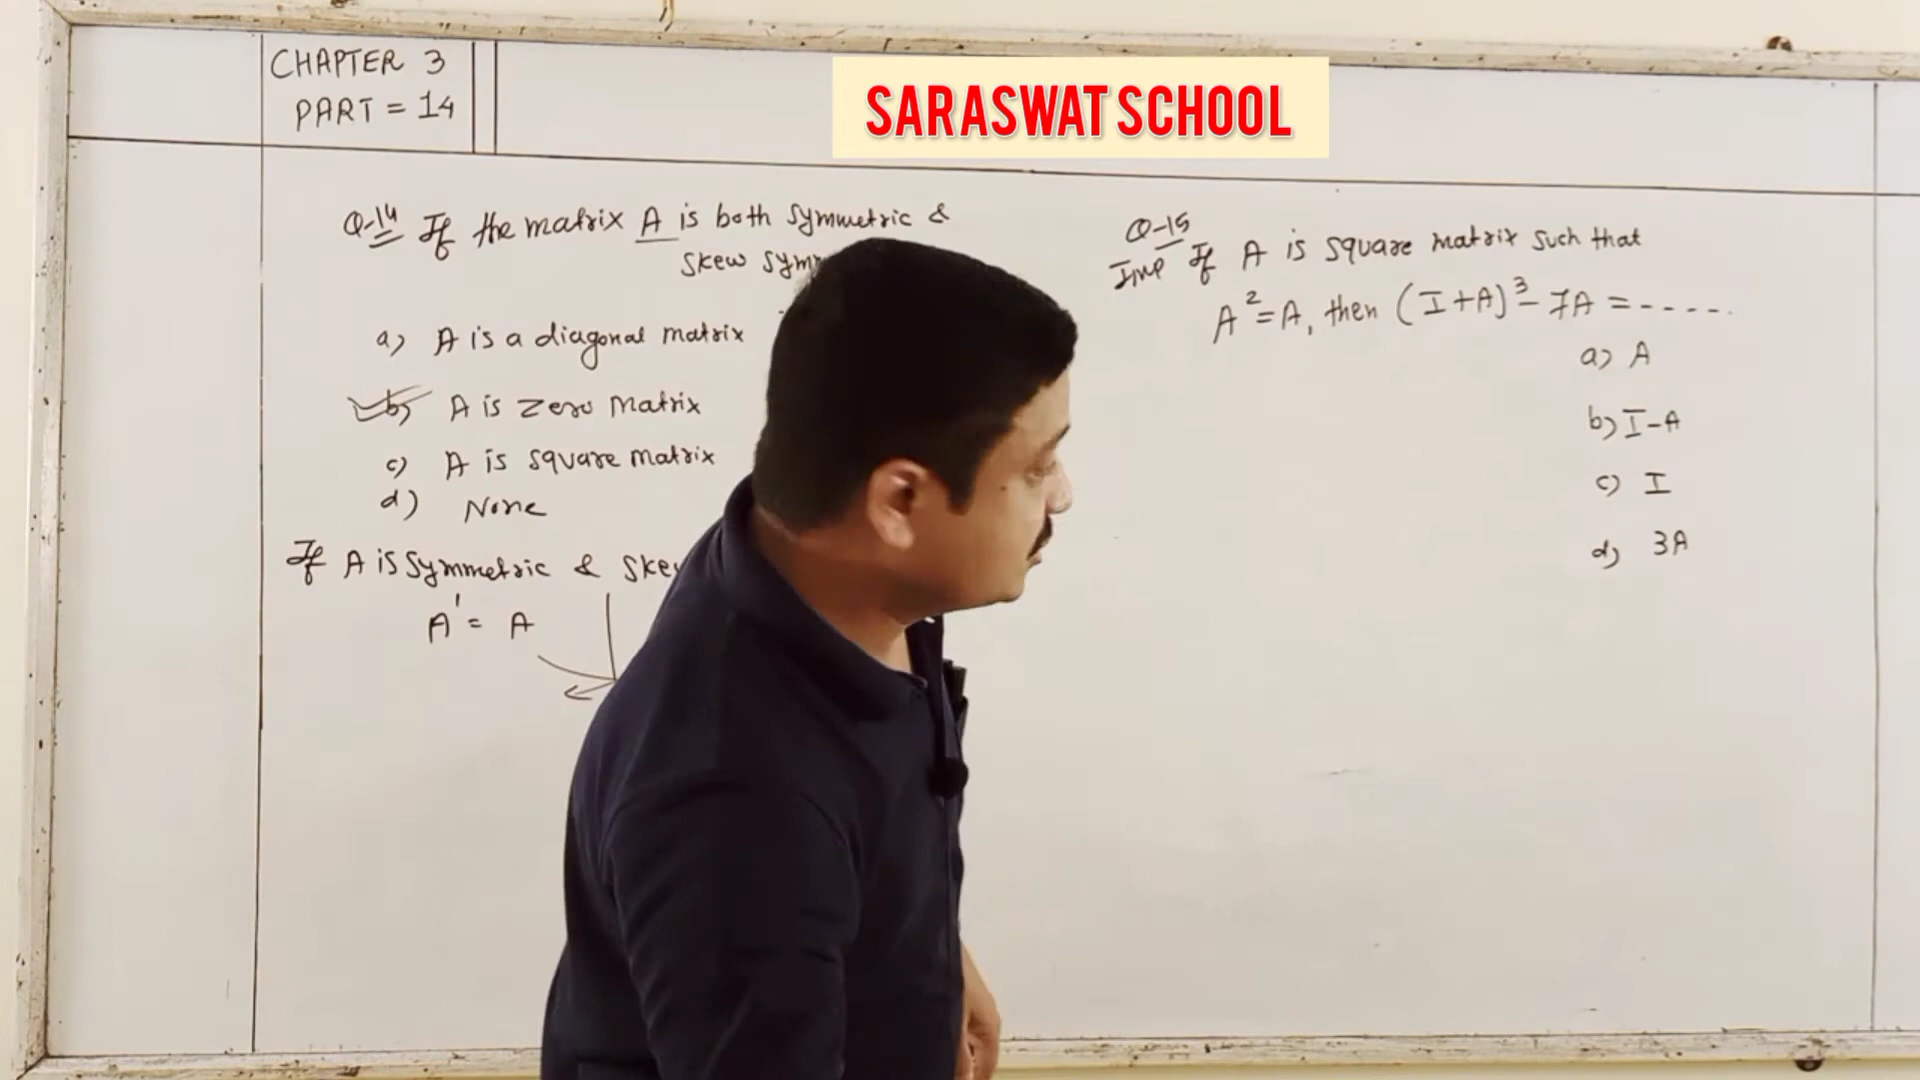 CHAPTER 3
PART = 14
SARASWAT SCHOOL
Q-14 If the matrix A is both symmetric &
skew
a) A is a diagonal matrix
b) A is zero matrix
c) A is square matrix
d) None
If A is symmetric &
A' = A
Q-15
Imp If A is square matrix such that
A² = A, then (I+A)³ - 7A = -----
a) A
b) I-A
c) I
d) 3A